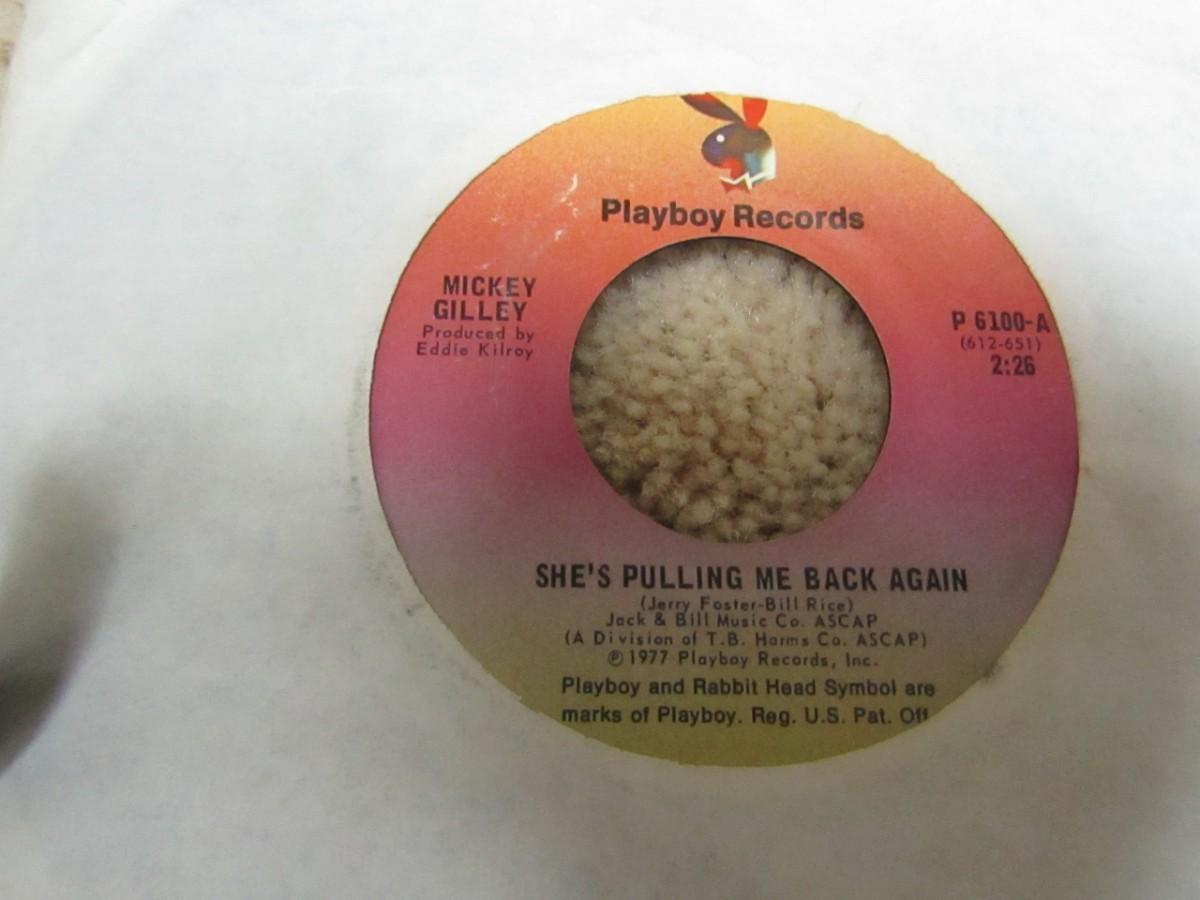 Playboy Records
MICKEY
GILLEY
Produced by
Eddie Kilroy
P 6100-A
(612-651)
2:26
SHE'S PULLING ME BACK AGAIN
(Jerry Foster-Bill Rice)
Jack & Bill Music Co. ASCAP
(A Division of T.B. Harms Co. ASCAP)
℗ 1977 Playboy Records, Inc.
Playboy and Rabbit Head Symbol are
marks of Playboy. Reg. U.S. Pat. Off